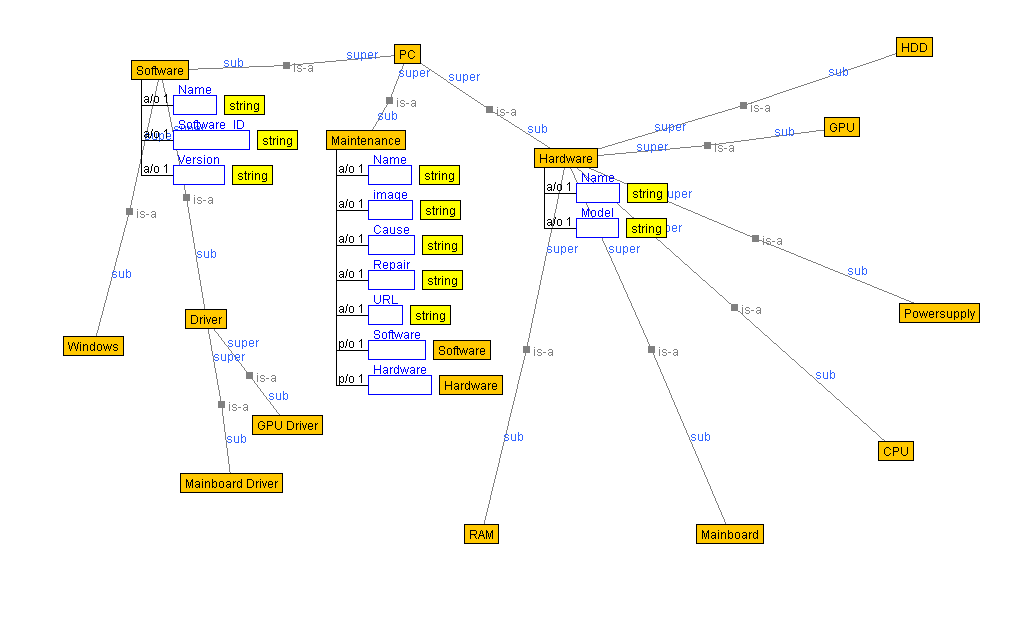 PC
HDD
super
Software
sub
is-a
super
super
sub
Name
a/o 1
string
is-a
sub
is-a
super
GPU
sub
Software_ID
a/o 1
string
super
is-a
sub
Maintenance
super
is-a
Hardware
Version
a/o 1
string
Name
a/o 1
string
Name
a/o 1
string
super
is-a
is-a
image
a/o 1
string
Model
a/o 1
string
is-a
Cause
a/o 1
string
super
super
sub
sub
Repair
a/o 1
string
sub
URL
a/o 1
string
is-a
Powersupply
Driver
Windows
super
super
Software
p/o 1
Software
is-a
is-a
is-a
Hardware
p/o 1
Hardware
sub
sub
is-a
GPU Driver
sub
sub
sub
CPU
Mainboard Driver
RAM
Mainboard